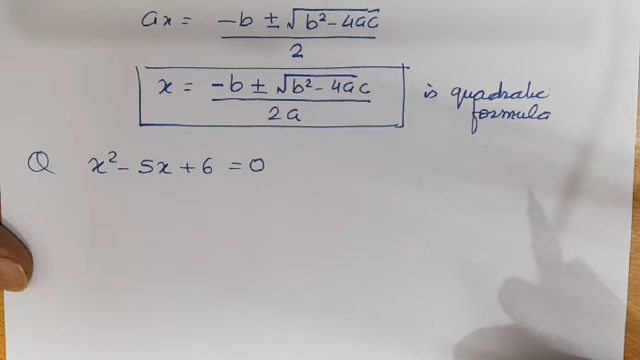 ax = -b ± √b² - 4ac / 2
x = -b ± √b² - 4ac / 2a is quadratic formula
Q x² - 5x + 6 = 0